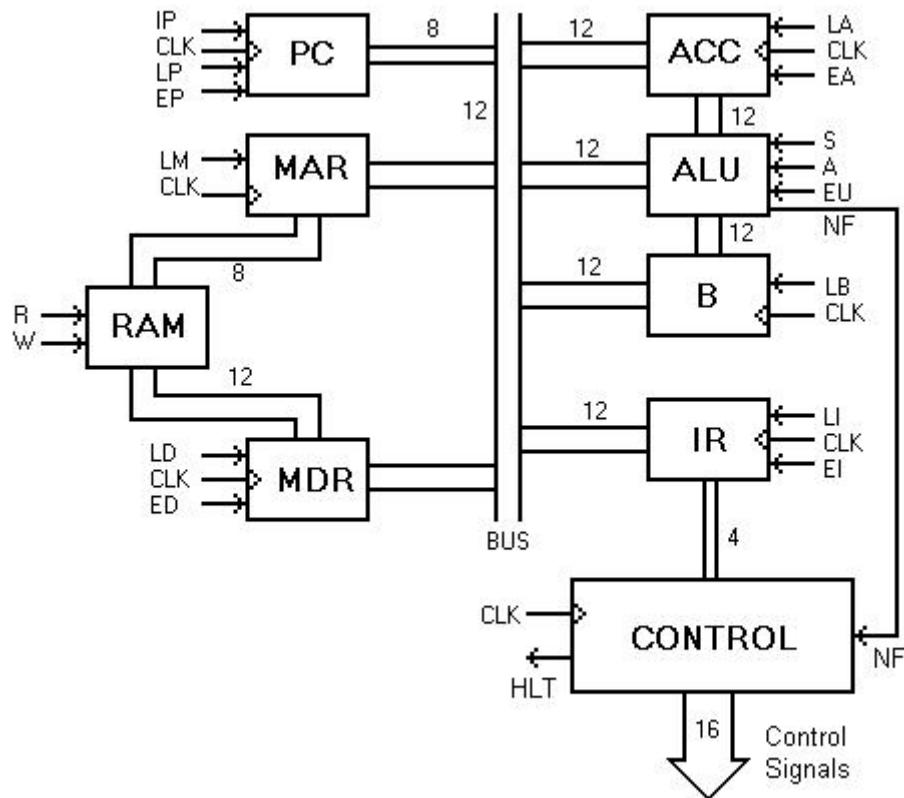 IP
CLK
LP
EP
PC
8
12
ACC
LA
CLK
EA
12
12
LM
CLK
MAR
12
ALU
S
A
EU
NF
12
8
12
B
LB
CLK
R
W
RAM
12
12
IR
LI
CLK
EI
LD
CLK
ED
MDR
BUS
4
CLK
HLT
CONTROL
NF
16
Control
Signals